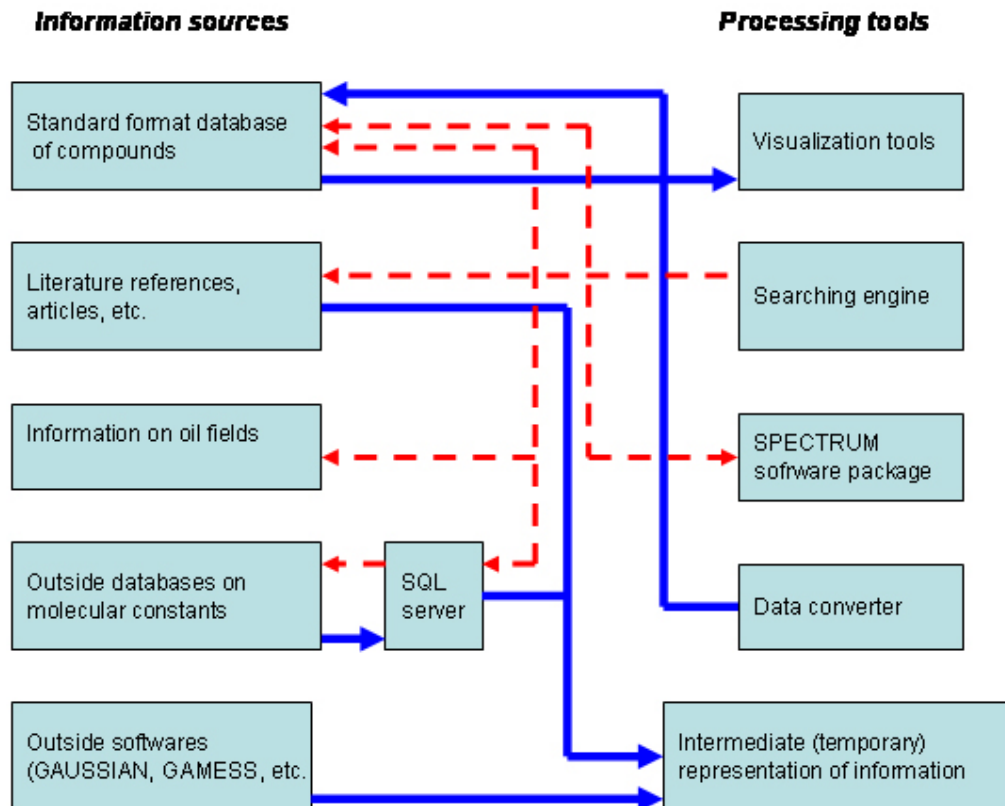 Information sources
Processing tools
Standard format database
of compounds
Visualization tools
Literature references,
articles, etc.
Searching engine
Information on oil fields
SPECTRUM
sofrware package
Outside databases on
molecular constants
SQL
server
Data converter
Outside softwares
(GAUSSIAN, GAMESS, etc.
Intermediate (temporary)
representation of information